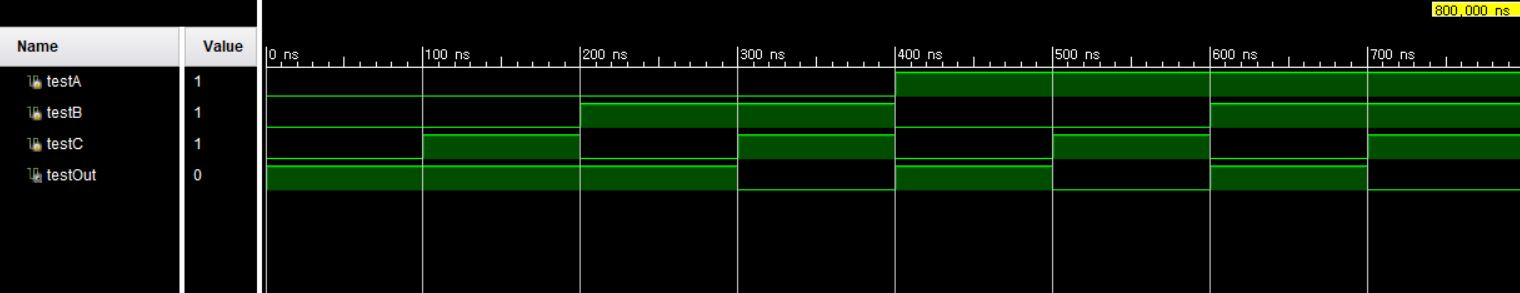 800,000 ns
Name Value
0 ns 100 ns 200 ns 300 ns 400 ns 500 ns 600 ns 700 ns
testA 1
testB 1
testC 1
testOut 0